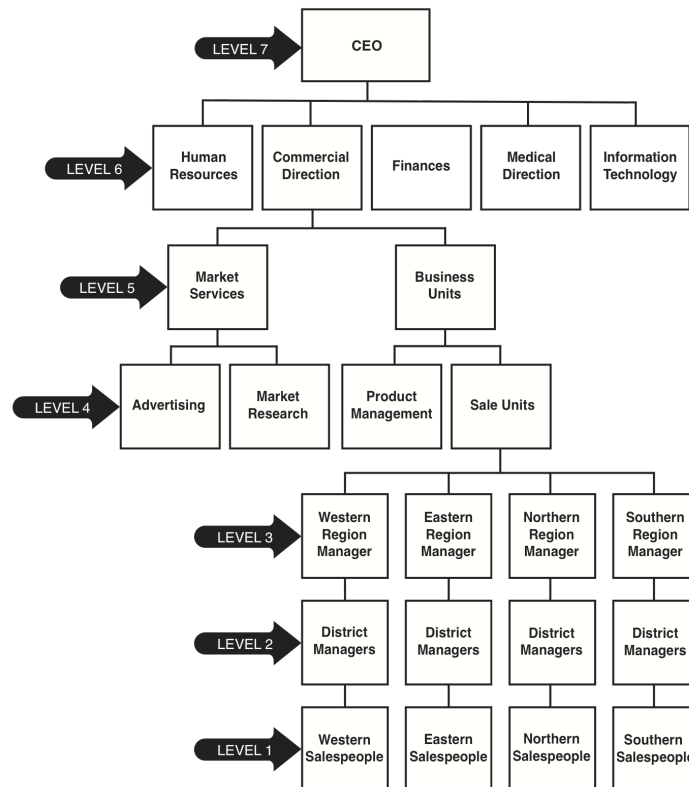 LEVEL 7
CEO
LEVEL 6
Human
Resources
Commercial
Direction
Finances
Medical
Direction
Information
Technology
LEVEL 5
Market
Services
Business
Units
LEVEL 4
Advertising
Market
Research
Product
Management
Sale Units
LEVEL 3
Western
Region
Manager
Eastern
Region
Manager
Northern
Region
Manager
Southern
Region
Manager
LEVEL 2
District
Managers
District
Managers
District
Managers
District
Managers
LEVEL 1
Western
Salespeople
Eastern
Salespeople
Northern
Salespeople
Southern
Salespeople